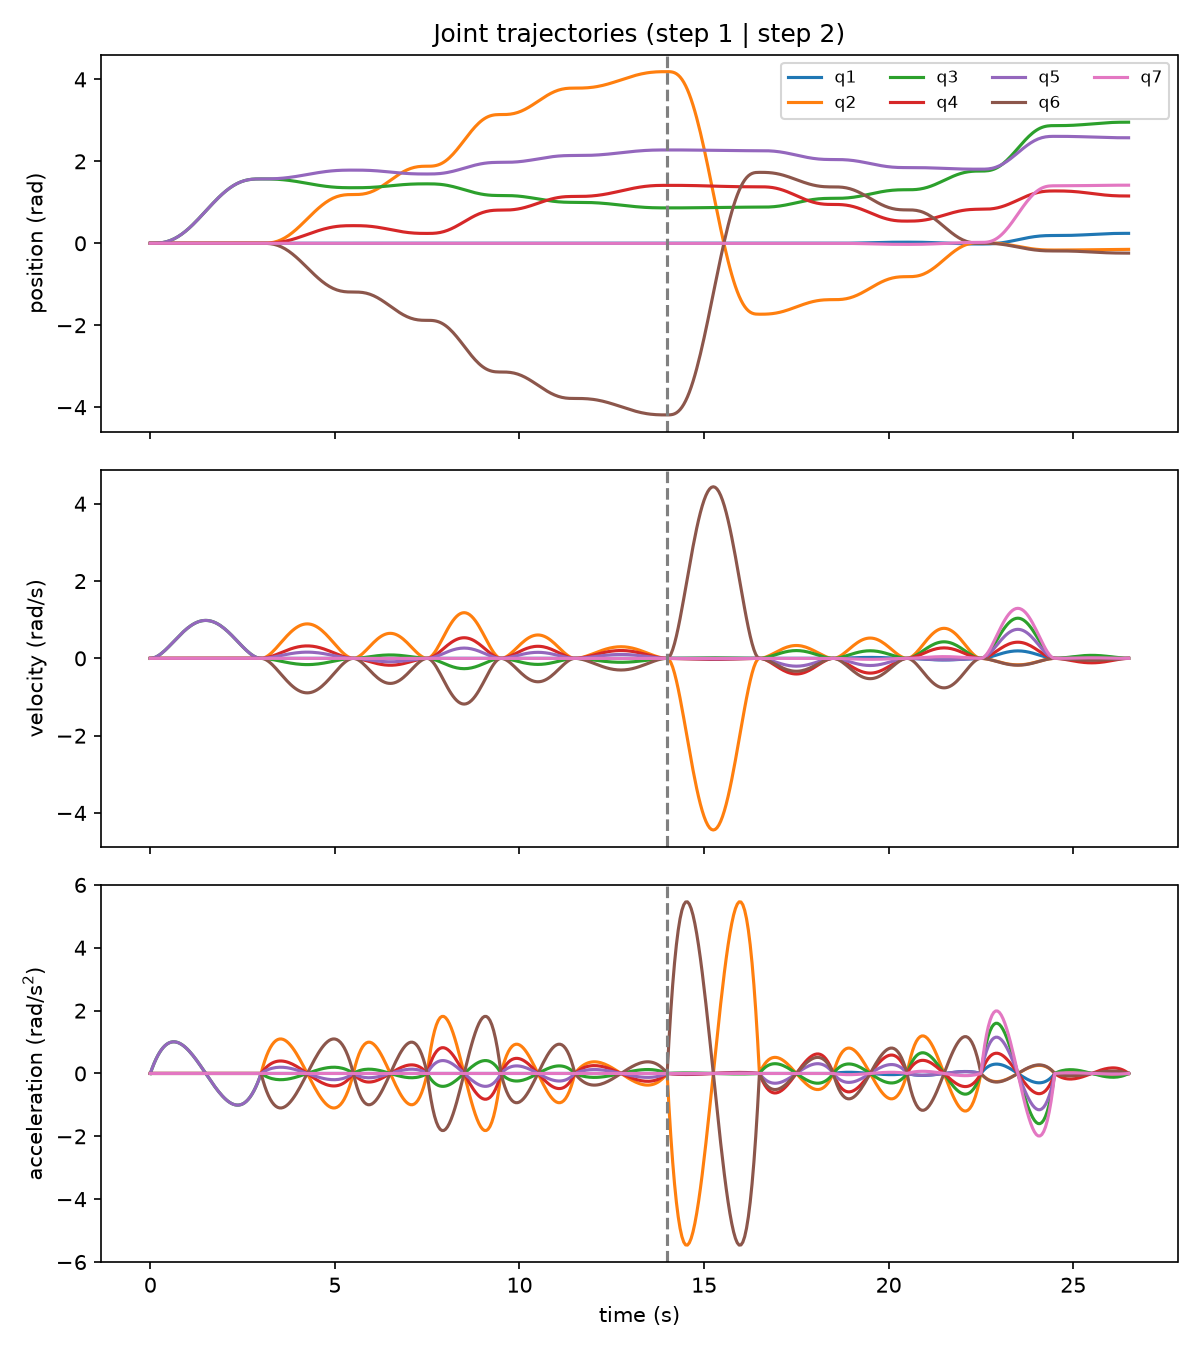 Joint trajectories (step 1 | step 2)
q1 q3 q5 q7
q2 q4 q6
position (rad)
4
2
0
−2
−4
velocity (rad/s)
4
2
0
−2
−4
acceleration (rad/s²)
6
4
2
0
−2
−4
−6
0 5 10 15 20 25
time (s)